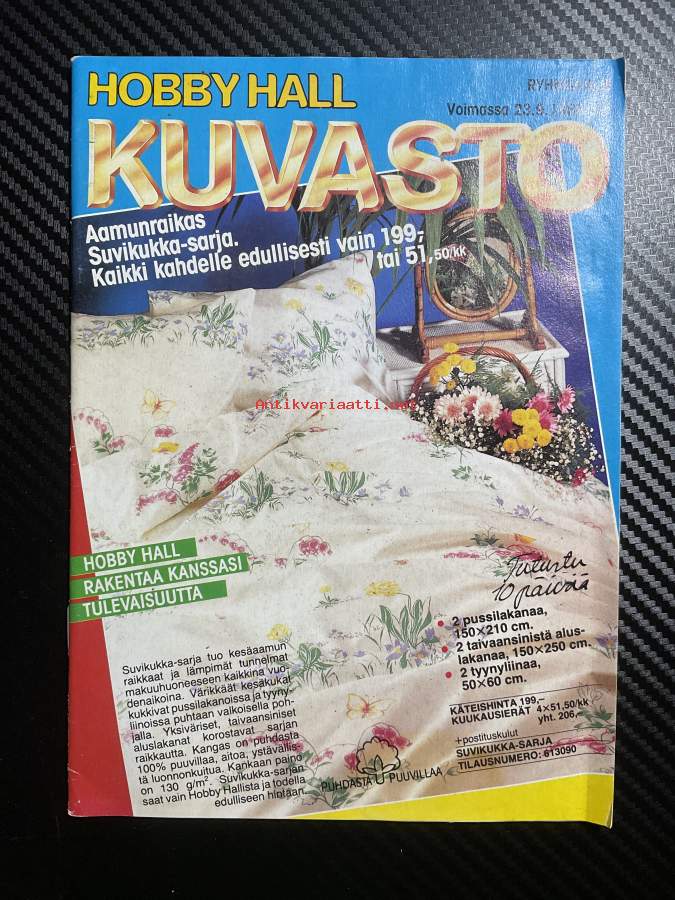 HOBBY HALL
Voimassa 23.9.
KUVASTO
Aamunraikas
Suvikukka-sarja.
Kaikki kahdelle edullisesti vain 199,-
tai 51,50/kk
Antikvariaatti.net
HOBBY HALL
RAKENTAA KANSSASI
TULEVAISUUTTA
Tutustu
10 päivää
• 2 pussilakanaa,
150×210 cm.
• 2 taivaansinistä alus-
lakanaa, 150×250 cm.
• 2 tyynyliinaa,
50×60 cm.
Suvikukka-sarja tuo kesäaamun
raikkaat ja lämpimät tunnelmat
makuuhuoneeseen kaikkina vuo-
denaikoina. Värikkäät kesäkukat
kukkivat pussilakanoissa ja tyyny-
liinoissa puhtaan valkoisella poh-
jalla. Yksiväriset, taivaansiniset
aluslakanat korostavat sarjan
raikkautta. Kangas on puhdasta
100% puuvillaa, aitoa, ystävällis-
tä luonnonkuitua. Kankaan paino
on 130 g/m². Suvikukka-sarjan
saat vain Hobby Hallista ja todella
edulliseen hintaan.
KÄTEISHINTA 199,-
KUUKAUSIERÄT 4×51,50/kk
yht. 206,-
+postituskulut
SUVIKUKKA-SARJA
TILAUSNUMERO: 613090
PUHDASTA PUUVILLAA